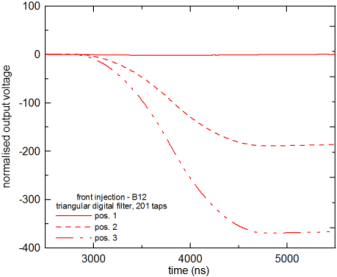 100
0
-100
-200
-300
-400
normalised output voltage
front injection - B12
triangular digital filter, 201 taps
pos. 1
pos. 2
pos. 3
3000 4000 5000
time (ns)